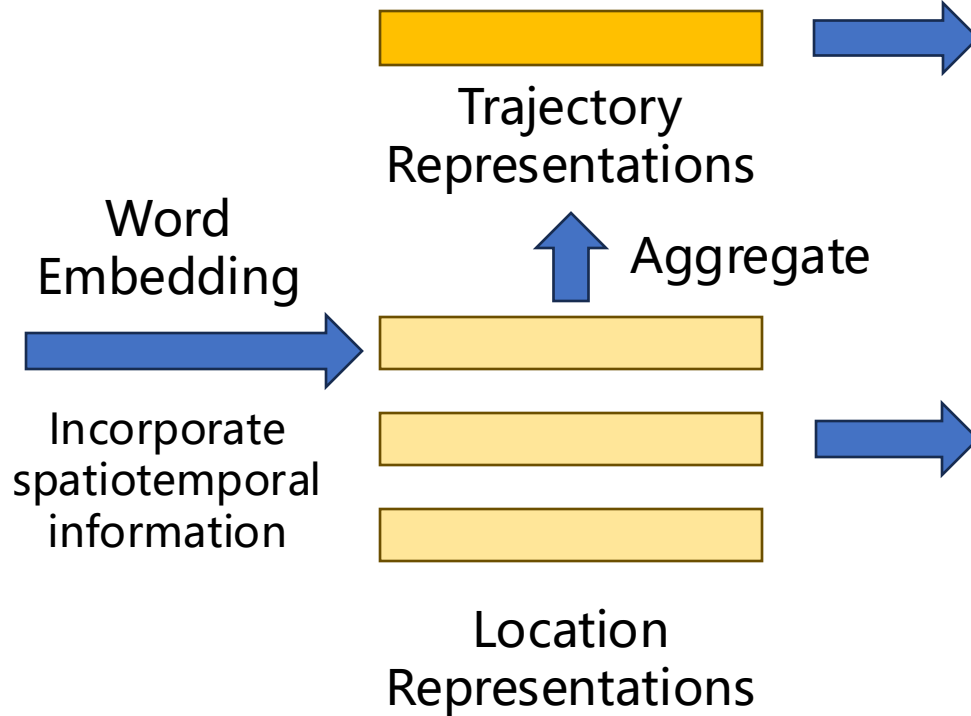 Trajectory
Representations
Word
Embedding
Aggregate
Incorporate
spatiotemporal
information
Location
Representations